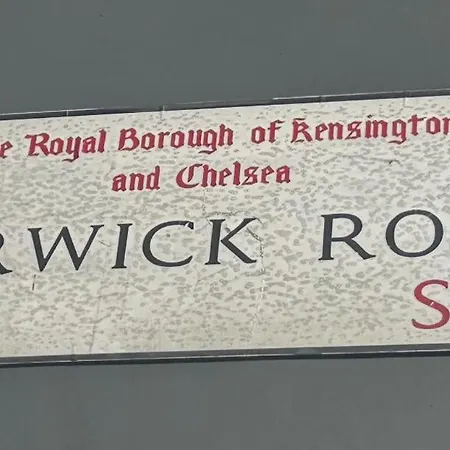 e Royal Borough of Kensington
and Chelsea
RWICK RO
S